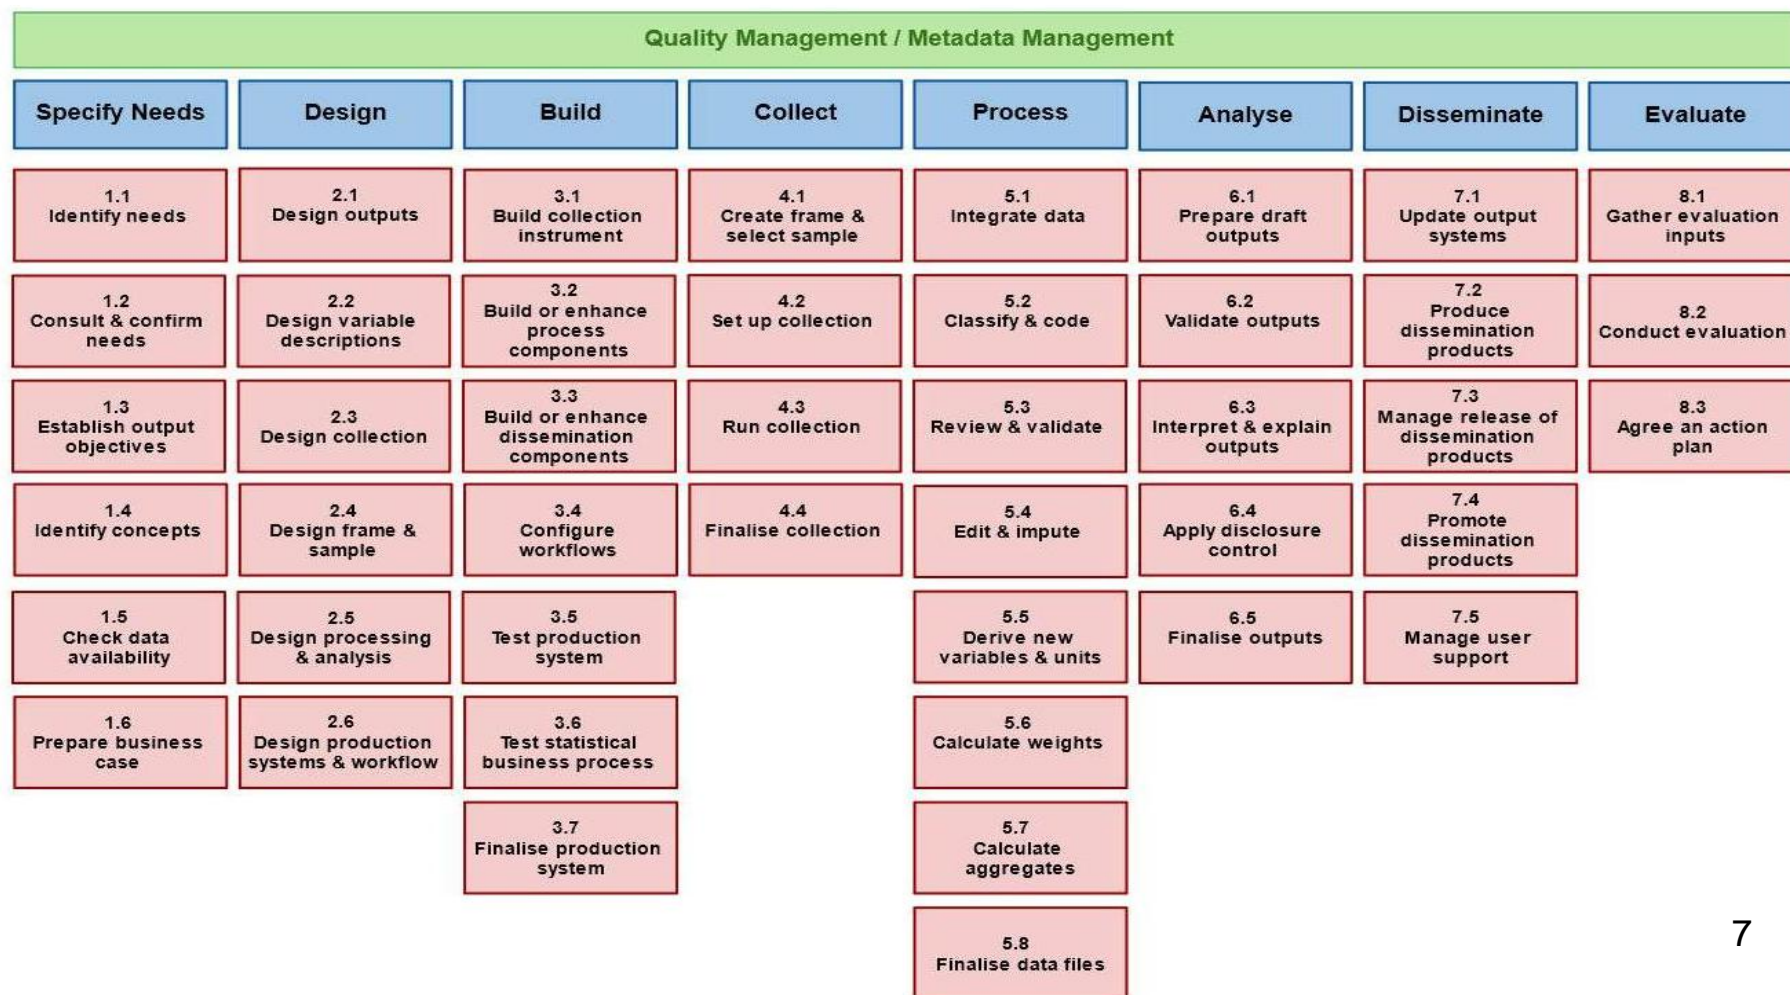 Quality Management / Metadata Management
Specify Needs
Design
Build
Collect
Process
Analyse
Disseminate
Evaluate
1.1
Identify needs
2.1
Design outputs
3.1
Build collection
instrument
4.1
Create frame &
select sample
5.1
Integrate data
6.1
Prepare draft
outputs
7.1
Update output
systems
8.1
Gather evaluation
inputs
1.2
Consult & confirm
needs
2.2
Design variable
descriptions
3.2
Build or enhance
process
components
4.2
Set up collection
5.2
Classify & code
6.2
Validate outputs
7.2
Produce
dissemination
products
8.2
Conduct evaluation
1.3
Establish output
objectives
2.3
Design collection
3.3
Build or enhance
dissemination
components
4.3
Run collection
5.3
Review & validate
6.3
Interpret & explain
outputs
7.3
Manage release of
dissemination
products
8.3
Agree an action
plan
1.4
Identify concepts
2.4
Design frame &
sample
3.4
Configure
workflows
4.4
Finalise collection
5.4
Edit & impute
6.4
Apply disclosure
control
7.4
Promote
dissemination
products
1.5
Check data
availability
2.5
Design processing
& analysis
3.5
Test production
system
5.5
Derive new
variables & units
6.5
Finalise outputs
7.5
Manage user
support
1.6
Prepare business
case
2.6
Design production
systems & workflow
3.6
Test statistical
business process
5.6
Calculate weights
3.7
Finalise production
system
5.7
Calculate
aggregates
5.8
Finalise data files
7